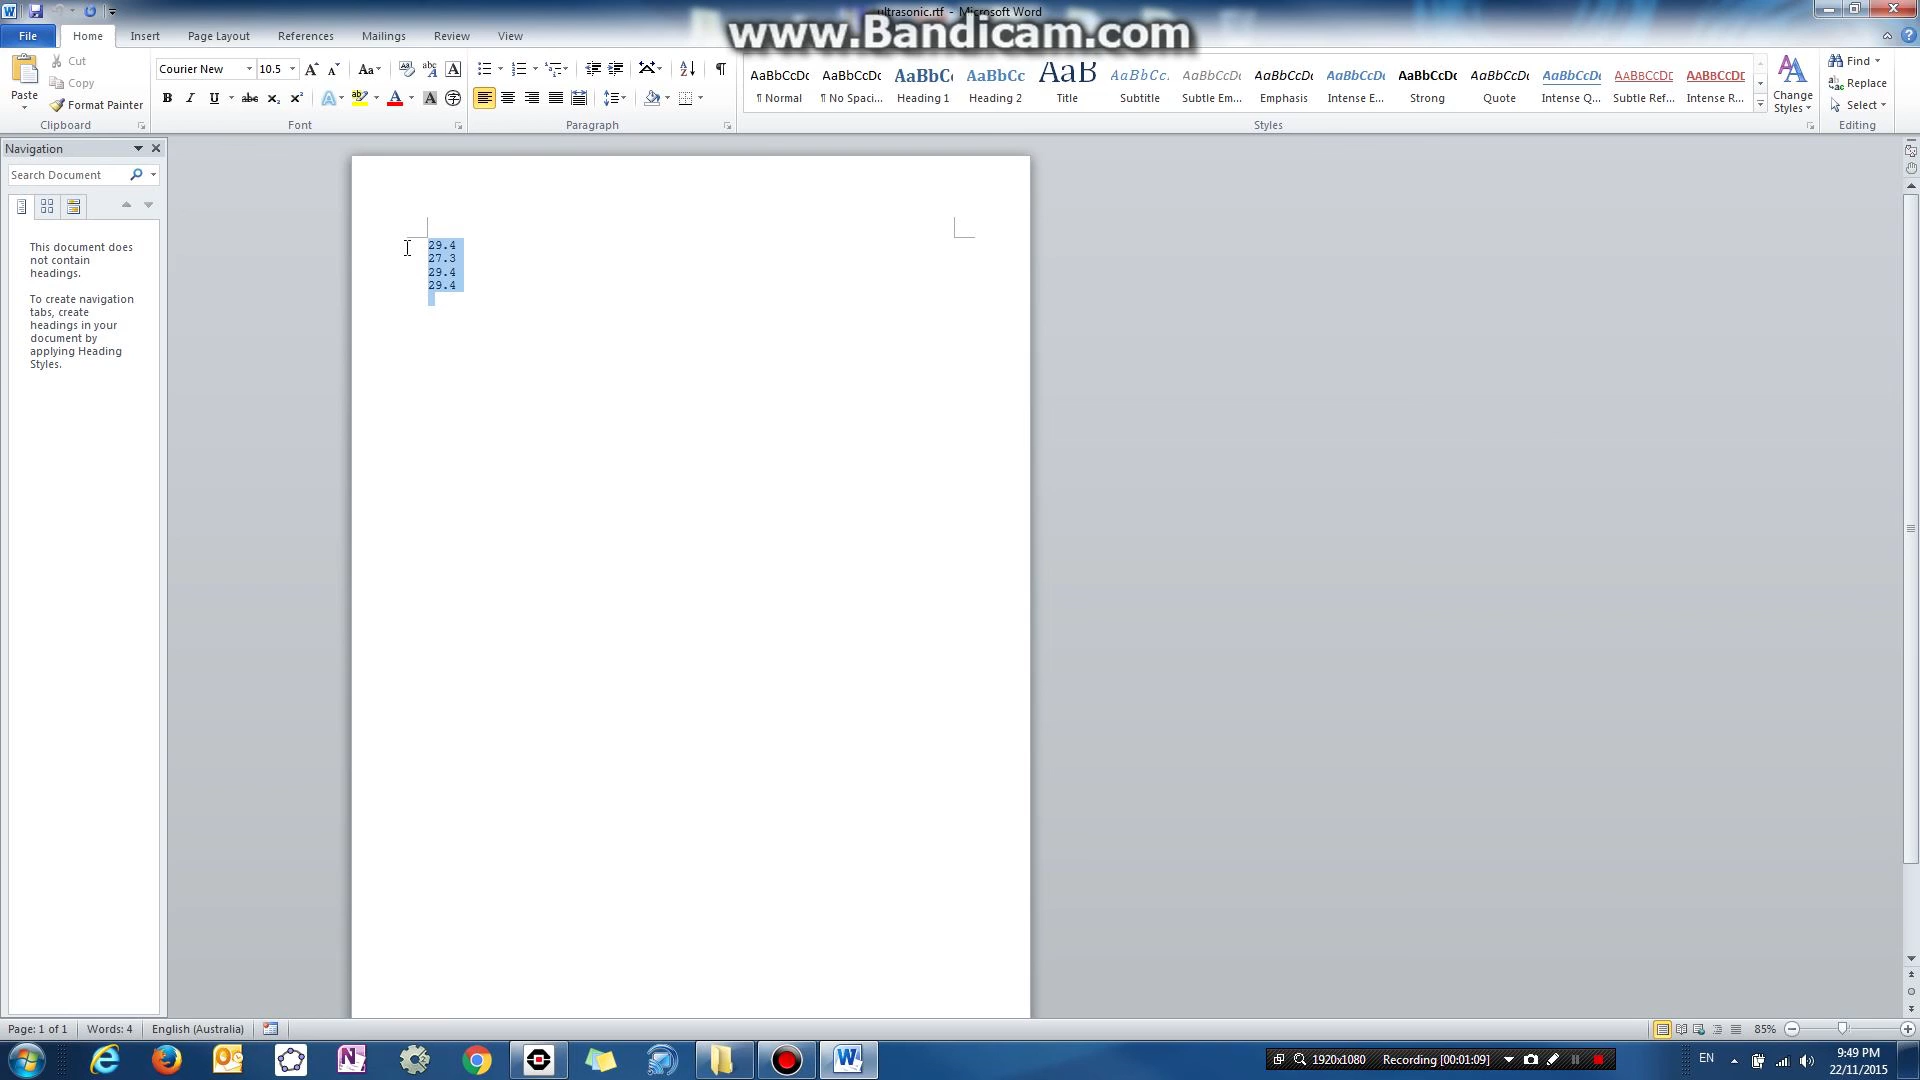 ultrasonic.rtf - Microsoft Word
www.Bandicam.com
File Home Insert Page Layout References Mailings Review View
Paste
Cut
Copy
Format Painter
Clipboard
Courier New 10.5
Font
Paragraph
AaBbCcDc AaBbCcDc AaBbC AaBbCc AaB AaBbCc. AaBbCcDc AaBbCcDc AaBbCcDc AaBbCcDc AaBbCcDc AaBbCcDc AABBCCDC AABBCCDC
¶ Normal ¶ No Spaci... Heading 1 Heading 2 Title Subtitle Subtle Em... Emphasis Intense E... Strong Quote Intense Q... Subtle Ref... Intense R...
Change Styles
Styles
Find
Replace
Select
Editing
Navigation
Search Document
This document does
not contain
headings.
To create navigation
tabs, create
headings in your
document by
applying Heading
Styles.
29.4
27.3
29.4
29.4
Page: 1 of 1 Words: 4 English (Australia) 85%
1920x1080 Recording [00:01:09]
EN
9:49 PM
22/11/2015